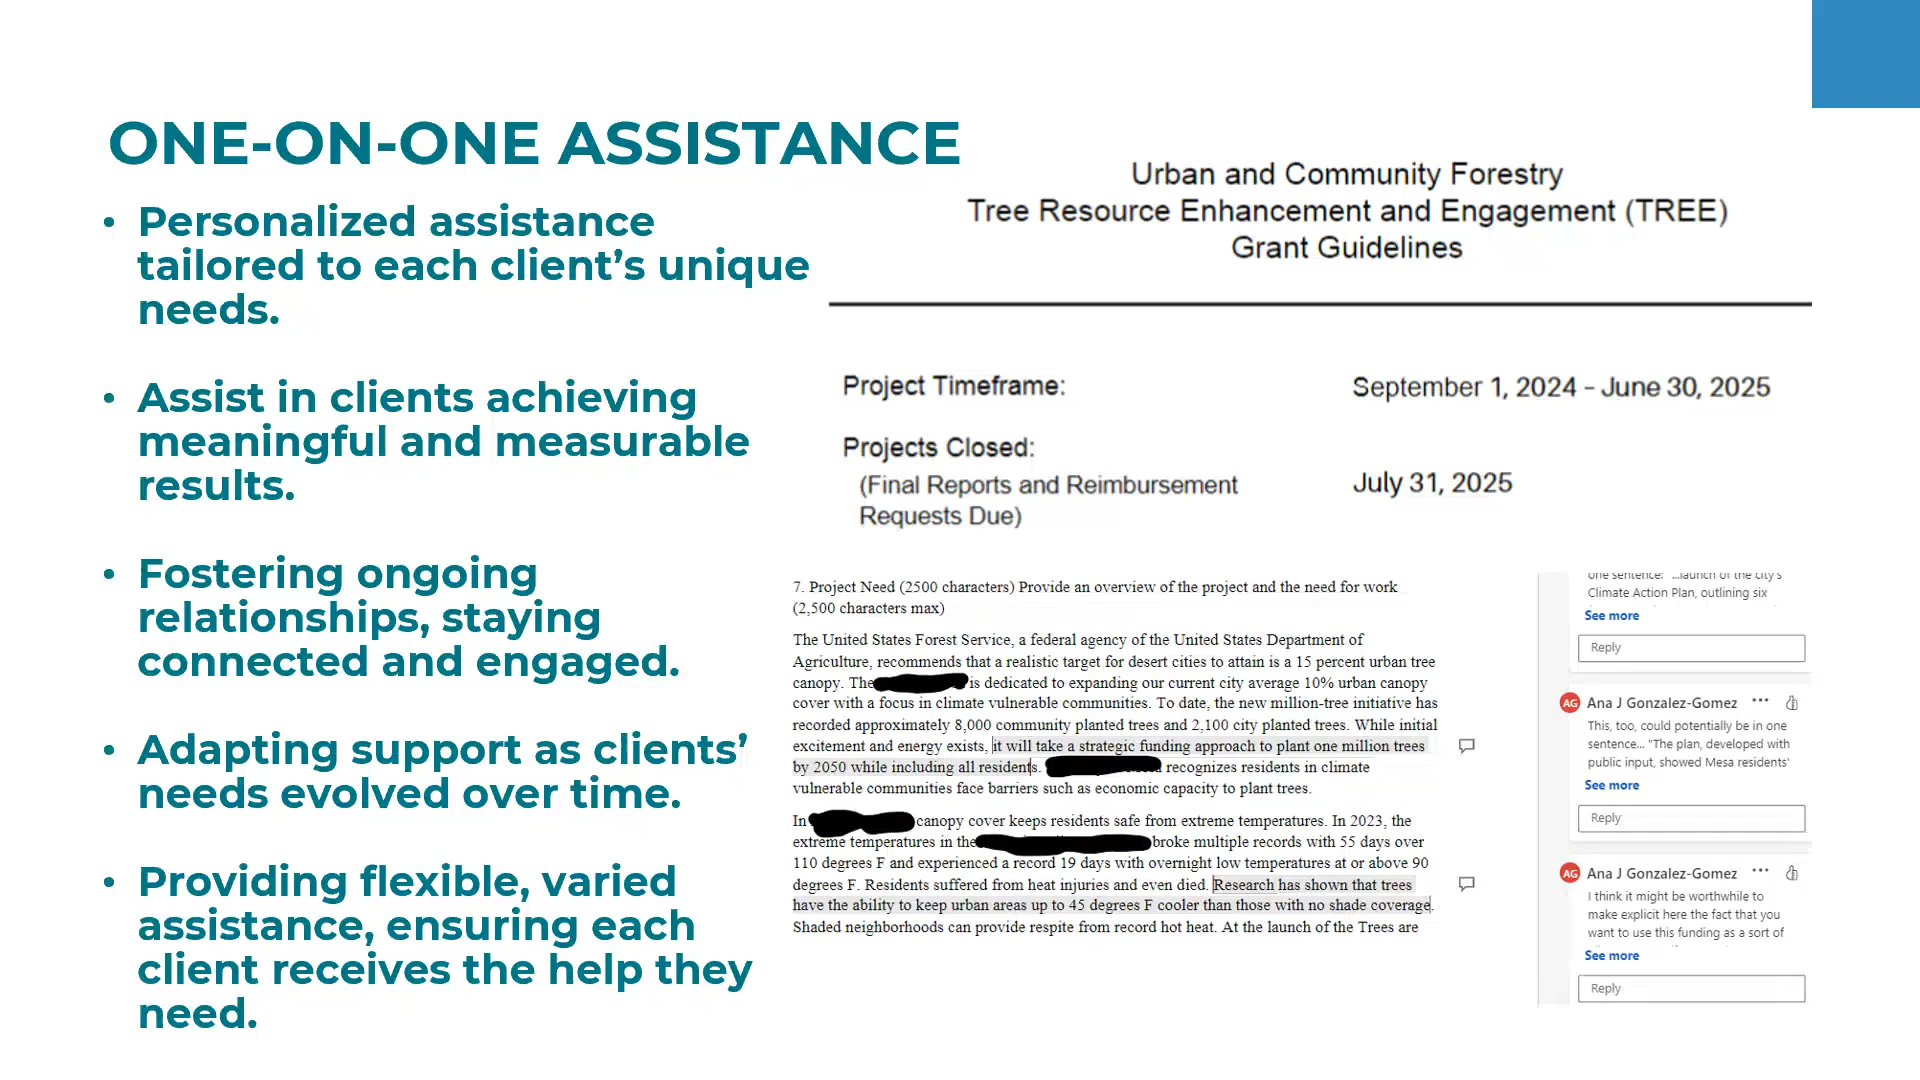 ONE-ON-ONE ASSISTANCE
• Personalized assistance
tailored to each client’s unique
needs.
• Assist in clients achieving
meaningful and measurable
results.
• Fostering ongoing
relationships, staying
connected and engaged.
• Adapting support as clients’
needs evolved over time.
• Providing flexible, varied
assistance, ensuring each
client receives the help they
need.
Urban and Community Forestry
Tree Resource Enhancement and Engagement (TREE)
Grant Guidelines
Project Timeframe: September 1, 2024 - June 30, 2025
Projects Closed:
(Final Reports and Reimbursement July 31, 2025
Requests Due)
7. Project Need (2500 characters) Provide an overview of the project and the need for work
(2,500 characters max)
The United States Forest Service, a federal agency of the United States Department of
Agriculture, recommends that a realistic target for desert cities to attain is a 15 percent urban tree
canopy. The is dedicated to expanding our current city average 10% urban canopy
cover with a focus in climate vulnerable communities. To date, the new million-tree initiative has
recorded approximately 8,000 community planted trees and 2,100 city planted trees. While initial
excitement and energy exists, it will take a strategic funding approach to plant one million trees
by 2050 while including all residents. recognizes residents in climate
vulnerable communities face barriers such as economic capacity to plant trees.
In canopy cover keeps residents safe from extreme temperatures. In 2023, the
extreme temperatures in the broke multiple records with 55 days over
110 degrees F and experienced a record 19 days with overnight low temperatures at or above 90
degrees F. Residents suffered from heat injuries and even died. Research has shown that trees
have the ability to keep urban areas up to 45 degrees F cooler than those with no shade coverage.
Shaded neighborhoods can provide respite from record hot heat. At the launch of the Trees are
one sentence: "...launch of the city's
Climate Action Plan, outlining six
See more
Reply
AG Ana J Gonzalez-Gomez ...
This, too, could potentially be in one
sentence... "The plan, developed with
public input, showed Mesa residents'
See more
Reply
AG Ana J Gonzalez-Gomez ...
I think it might be worthwhile to
make explicit here the fact that you
want to use this funding as a sort of
See more
Reply